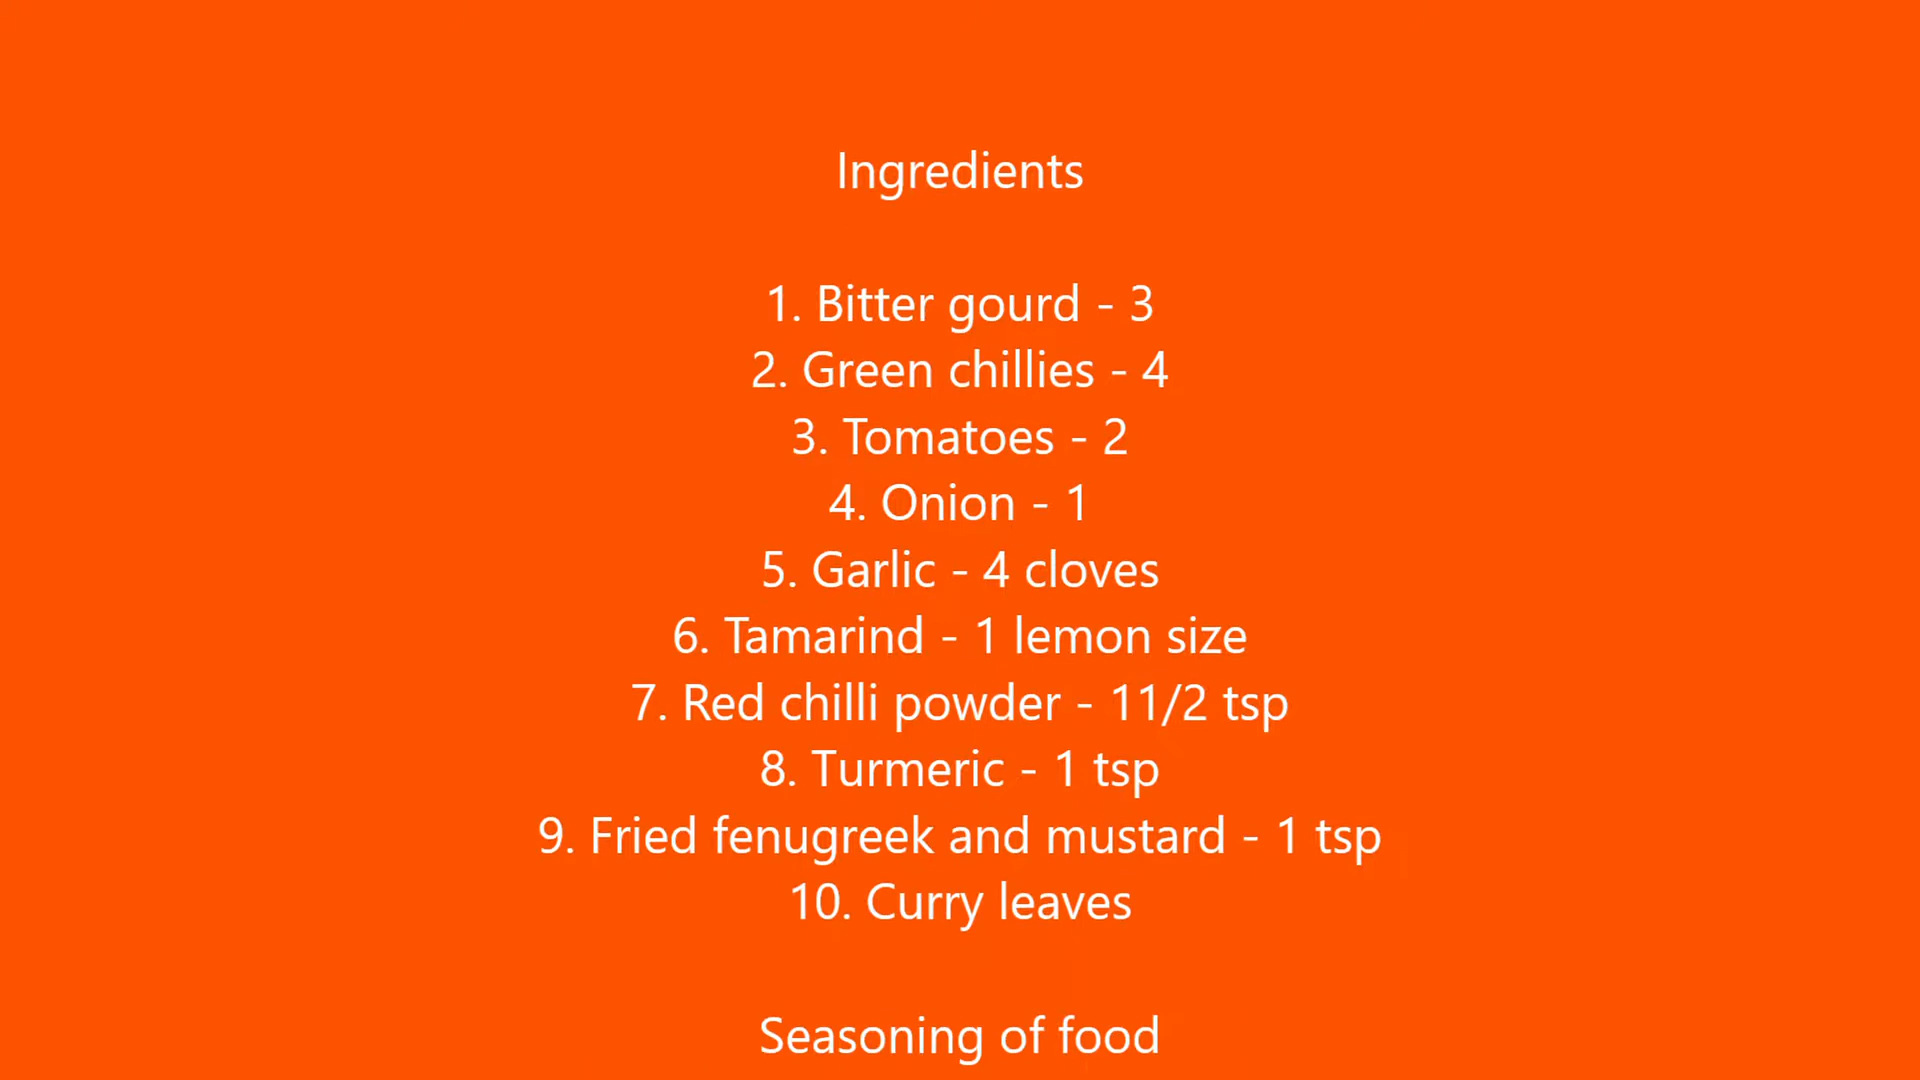 Ingredients
1. Bitter gourd - 3
2. Green chillies - 4
3. Tomatoes - 2
4. Onion - 1
5. Garlic - 4 cloves
6. Tamarind - 1 lemon size
7. Red chilli powder - 11/2 tsp
8. Turmeric - 1 tsp
9. Fried fenugreek and mustard - 1 tsp
10. Curry leaves
Seasoning of food